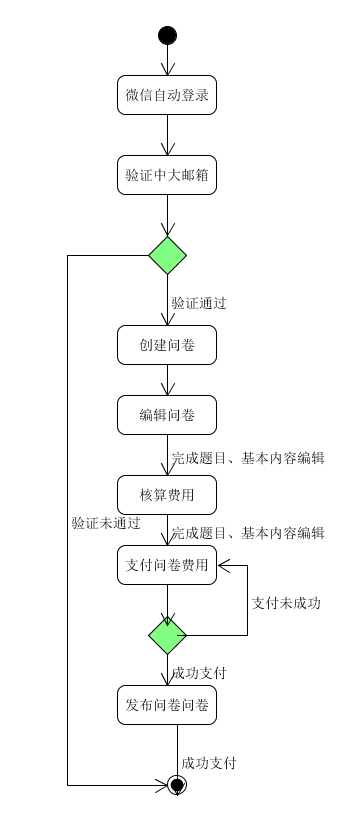 微信自动登录
验证中大邮箱
验证通过
创建问卷
编辑问卷
完成题目、基本内容编辑
核算费用
验证未通过
完成题目、基本内容编辑
支付问卷费用
支付未成功
成功支付
发布问卷问卷
成功支付